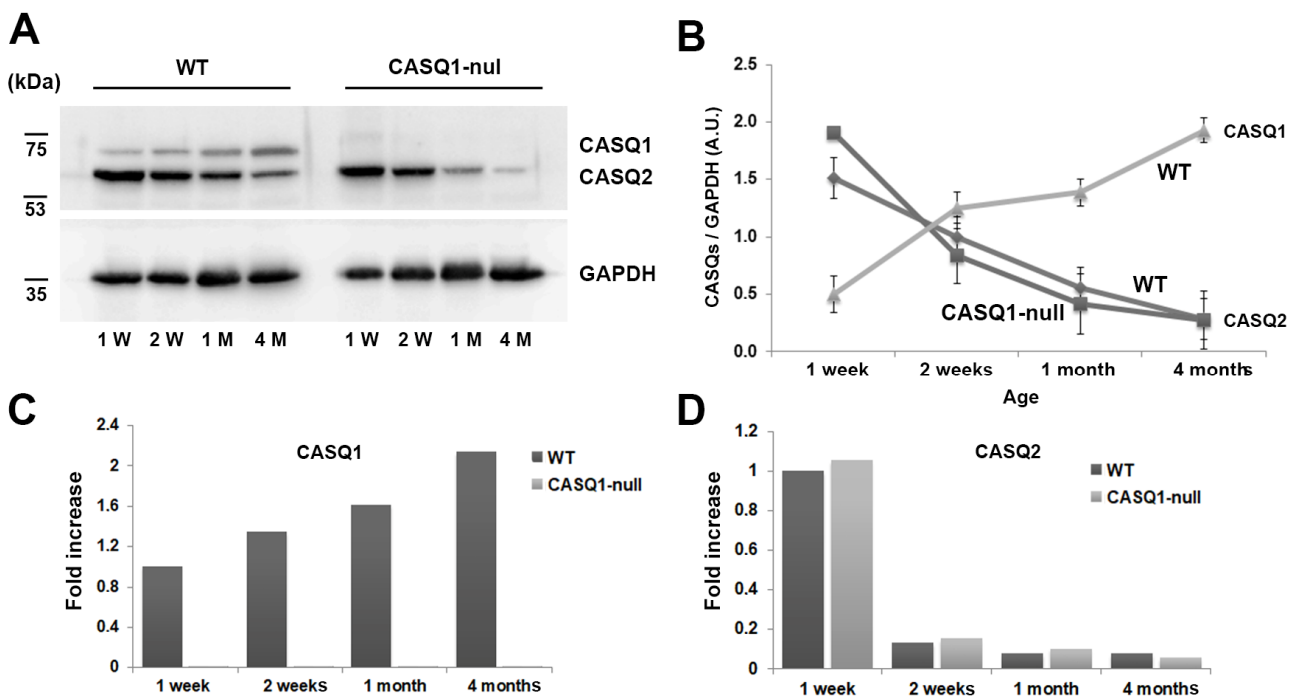 A
(kDa)
WT
CASQ1-nul
75
53
35
CASQ1
CASQ2
GAPDH
1 W 2 W 1 M 4 M 1 W 2 W 1 M 4 M
B
CASQs / GAPDH (A.U.)
2.5
2.0
1.5
1.0
0.5
0.0
CASQ1
WT
WT
CASQ1-null
CASQ2
1 week 2 weeks 1 month 4 months
Age
C
CASQ1
Fold increase
2.4
2
1.6
1.2
0.8
0.4
0
WT
CASQ1-null
1 week 2 weeks 1 month 4 months
D
CASQ2
Fold increase
1.2
1
0.8
0.6
0.4
0.2
0
WT
CASQ1-null
1 week 2 weeks 1 month 4 months